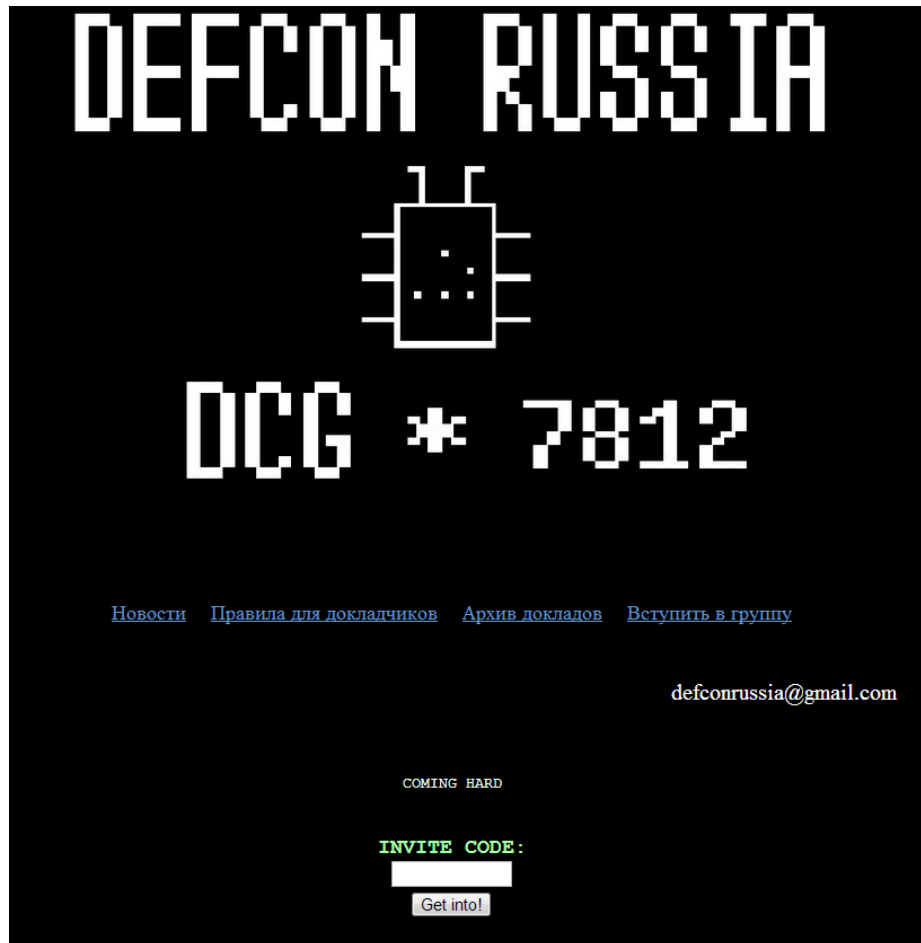 DEFCON RUSSIA
DCG * 7812
Новости Правила для докладчиков Архив докладов Вступить в группу
defconrussia@gmail.com
COMING HARD
INVITE CODE:
Get into!